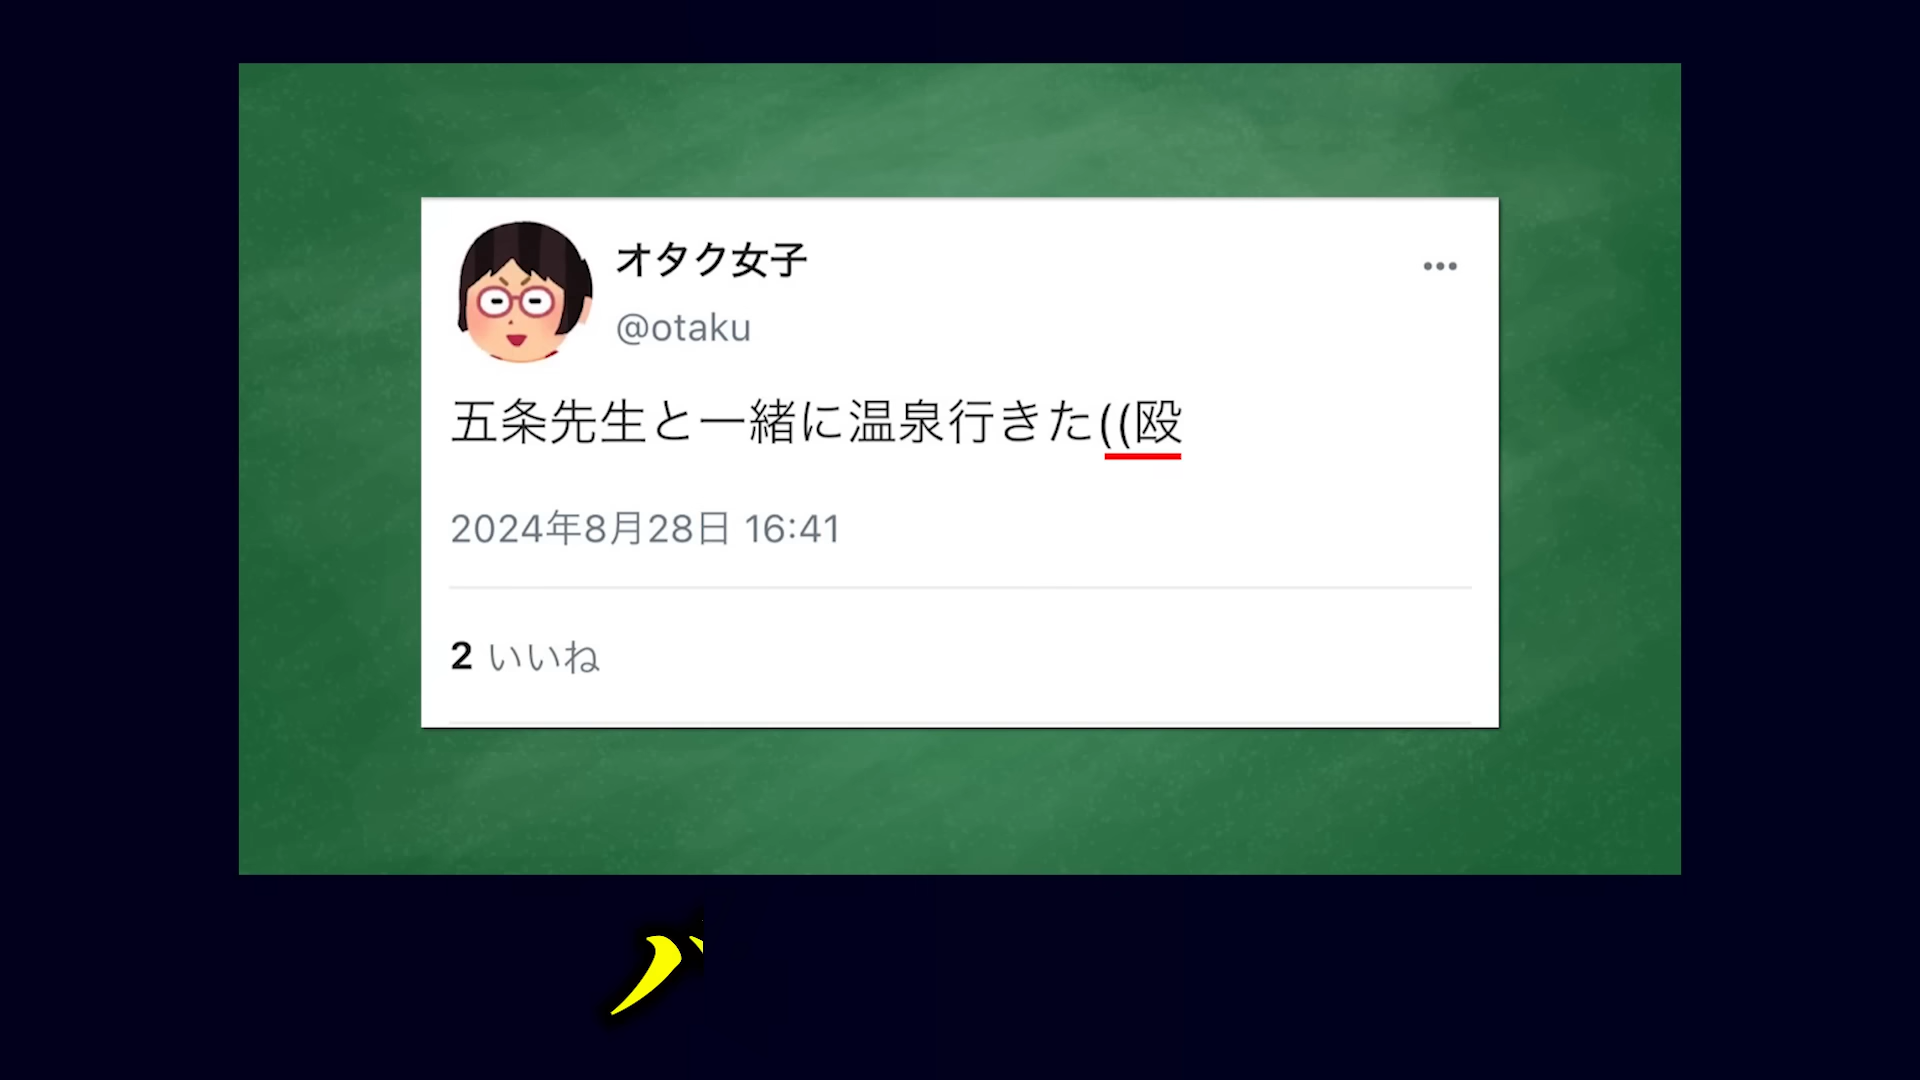 オタク女子
@otaku
五条先生と一緒に温泉行きた((殴
2024年8月28日 16:41
2 いいね